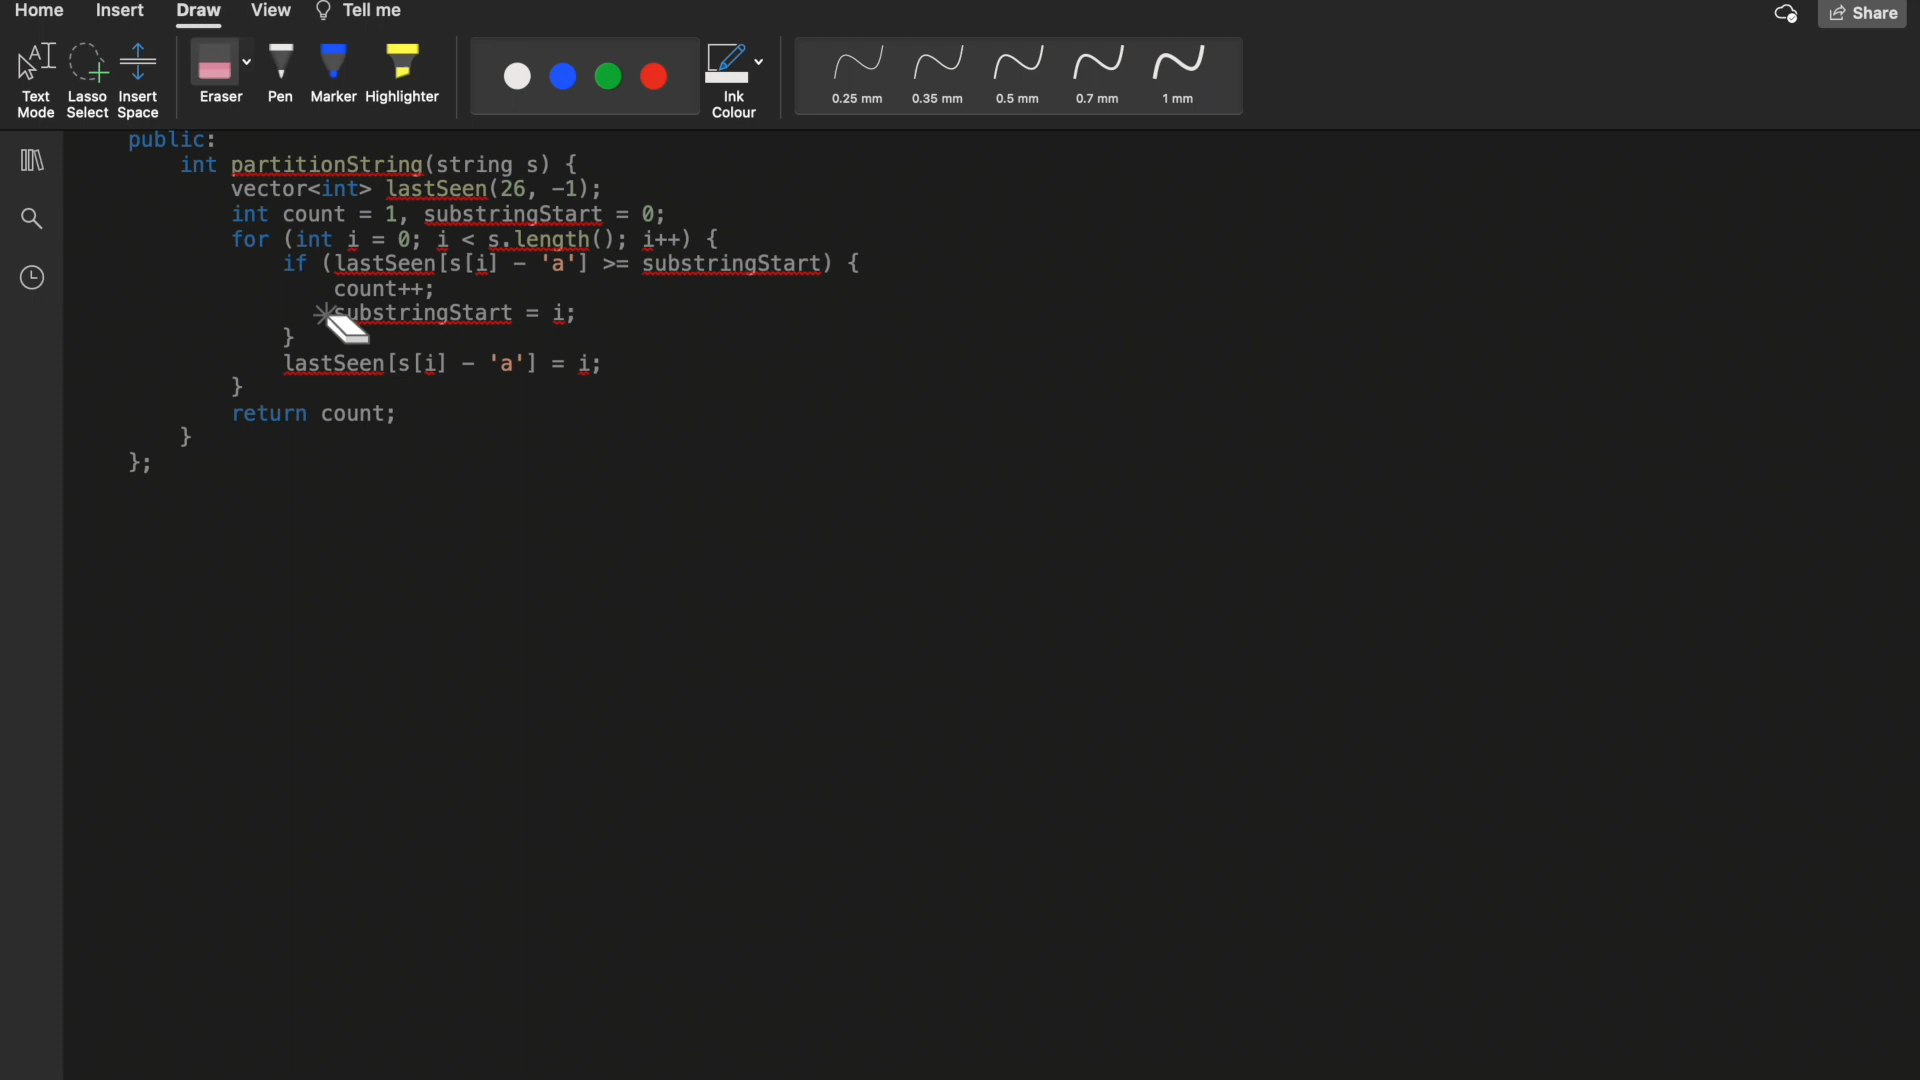 Home Insert Draw View Tell me Share
Text Mode
Lasso Select
Insert Space
Eraser
Pen
Marker
Highlighter
Ink Colour
0.25 mm
0.35 mm
0.5 mm
0.7 mm
1 mm
public:
int partitionString(string s) {
vector<int> lastSeen(26, -1);
int count = 1, substringStart = 0;
for (int i = 0; i < s.length(); i++) {
if (lastSeen[s[i] - 'a'] >= substringStart) {
count++;
substringStart = i;
}
lastSeen[s[i] - 'a'] = i;
}
return count;
}
};